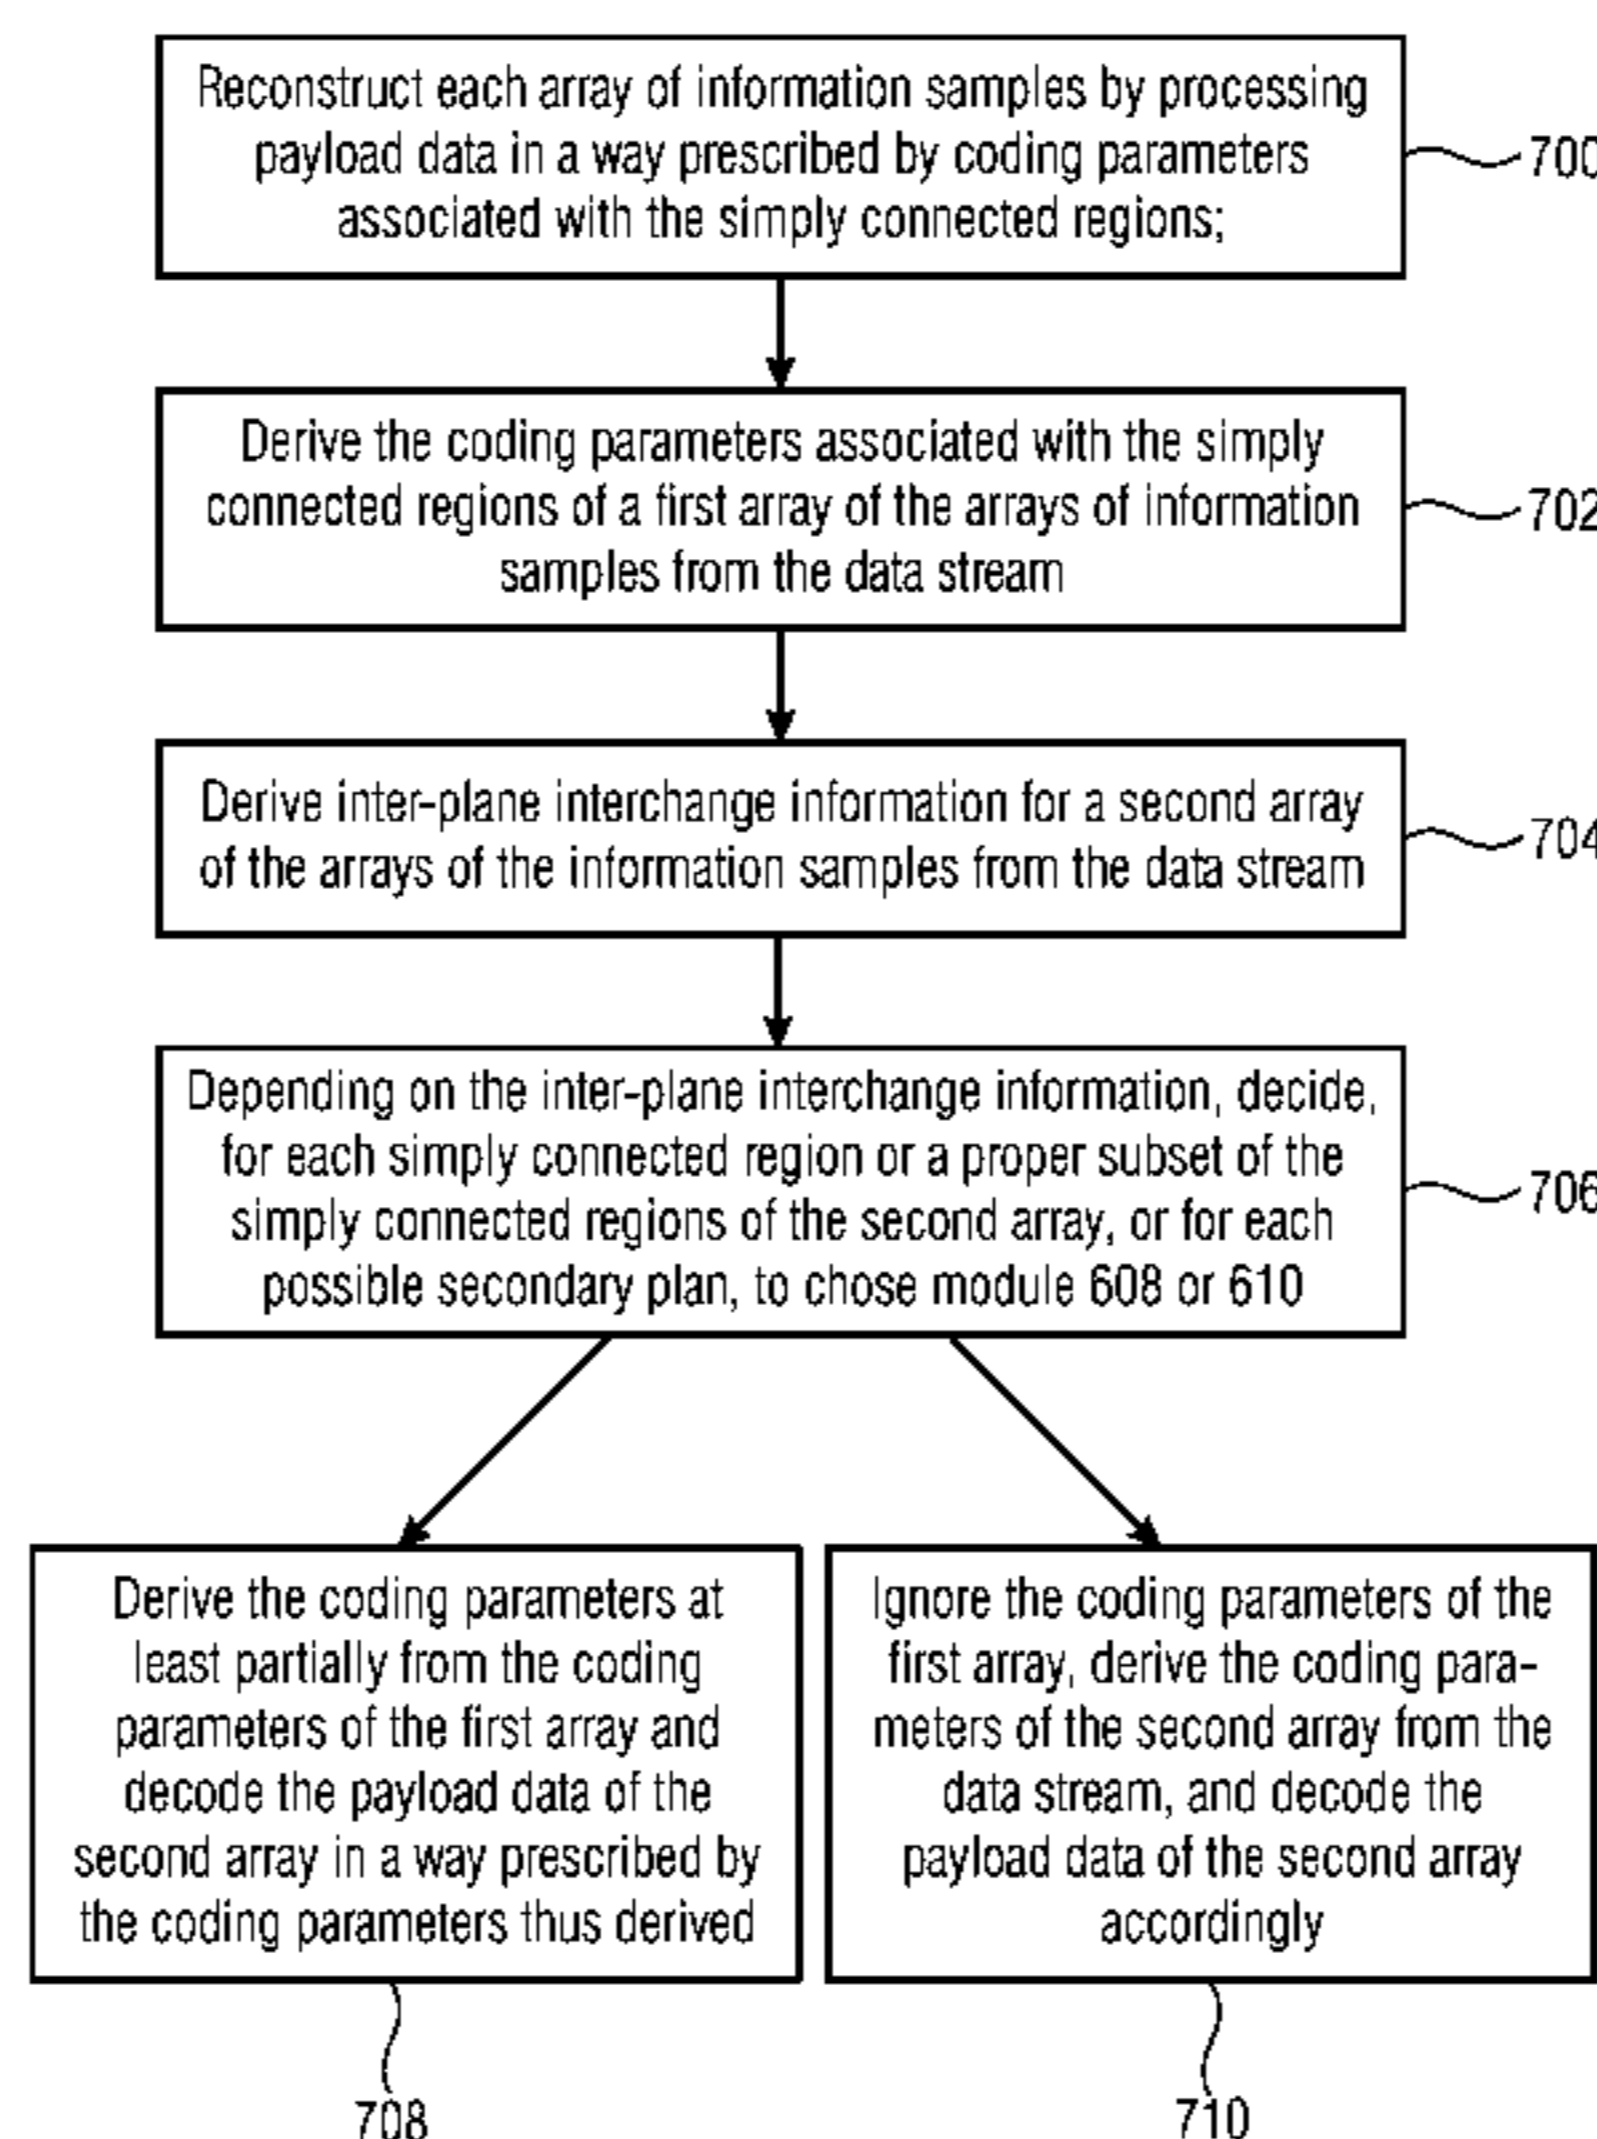 Reconstruct each array of information samples by processing
payload data in a way prescribed by coding parameters
associated with the simply connected regions;
700
Derive the coding parameters associated with the simply
connected regions of a first array of the arrays of information
samples from the data stream
702
Derive inter-plane interchange information for a second array
of the arrays of the information samples from the data stream
704
Depending on the inter-plane interchange information, decide,
for each simply connected region or a proper subset of the
simply connected regions of the second array, or for each
possible secondary plan, to chose module 608 or 610
706
Derive the coding parameters at
least partially from the coding
parameters of the first array and
decode the payload data of the
second array in a way prescribed by
the coding parameters thus derived
708
Ignore the coding parameters of the
first array, derive the coding para-
meters of the second array from the
data stream, and decode the
payload data of the second array
accordingly
710